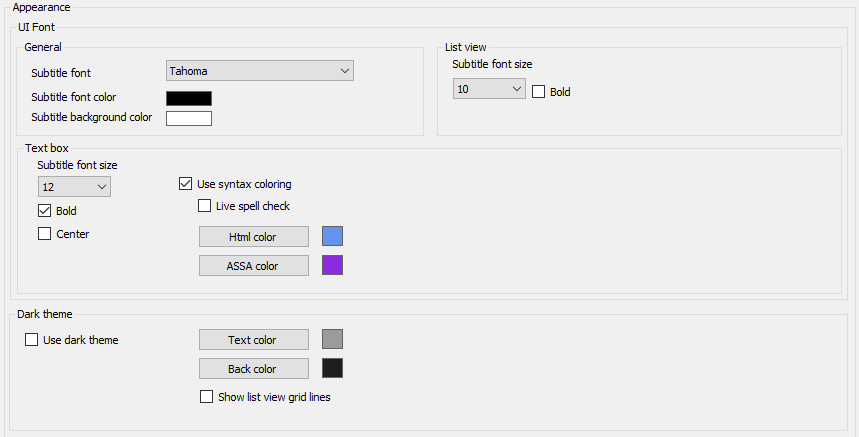 Appearance
UI Font
General
Subtitle font
Tahoma
Subtitle font color
Subtitle background color
List view
Subtitle font size
10
Bold
Text box
Subtitle font size
12
Bold
Center
Use syntax coloring
Live spell check
Html color
ASSA color
Dark theme
Use dark theme
Text color
Back color
Show list view grid lines